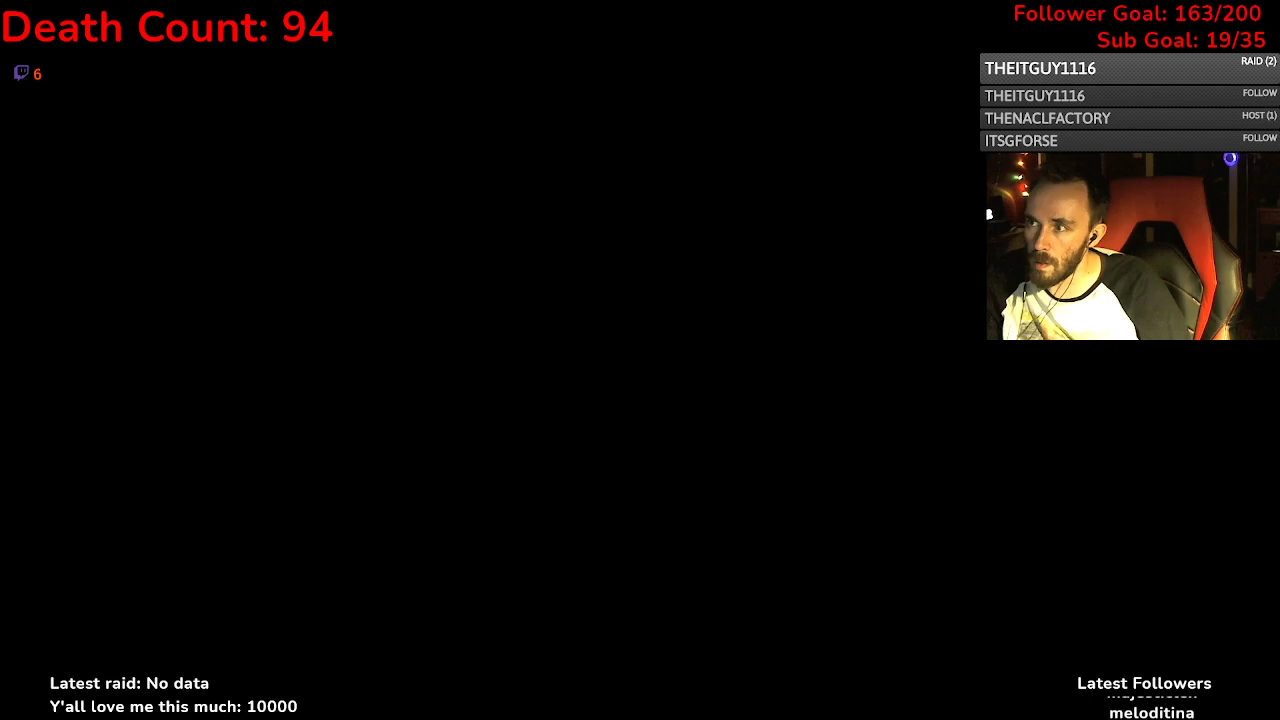 Death Count: 94
6
Follower Goal: 163/200
Sub Goal: 19/35
THEITGUY1116 RAID (2)
THEITGUY1116 FOLLOW
THENACLFACTORY HOST (1)
ITSGFORSE FOLLOW
Latest raid: No data
Y'all love me this much: 10000
Latest Followers
meloditina